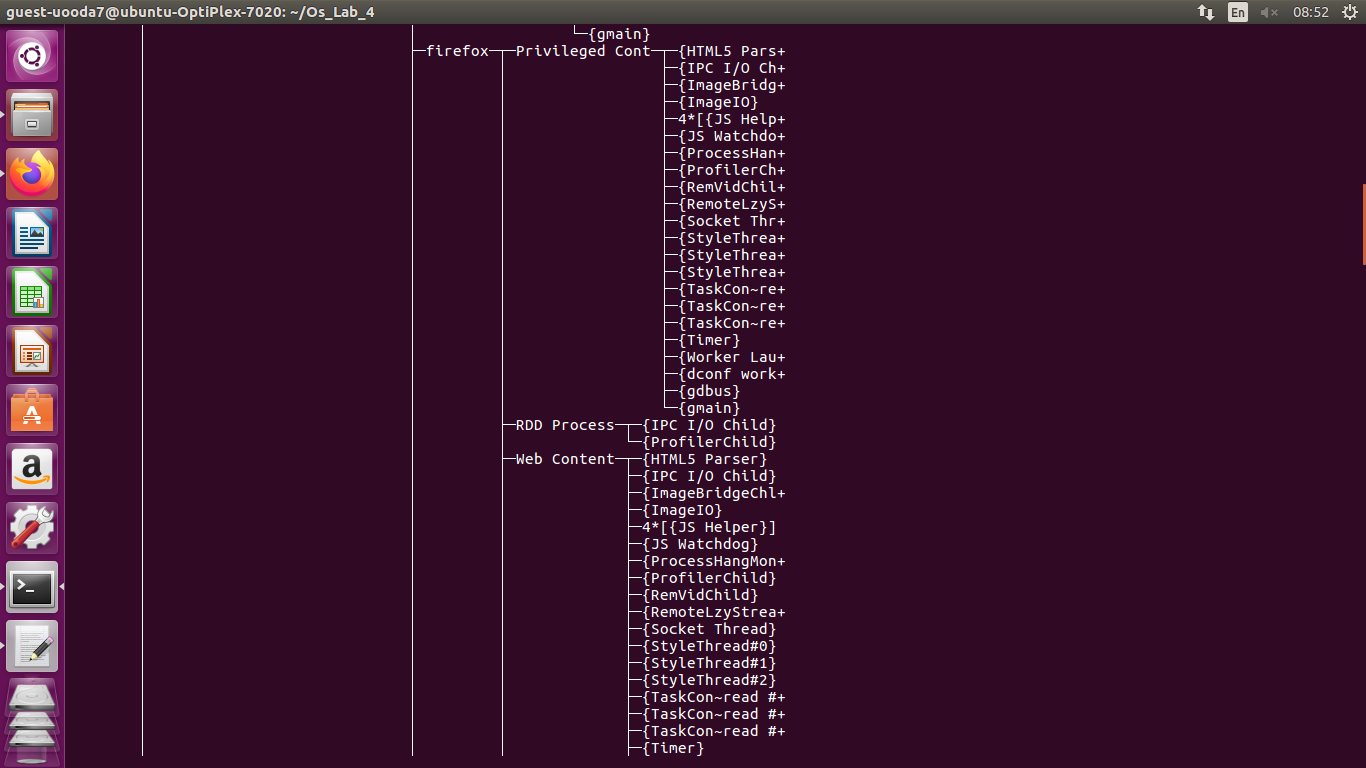 guest-uooda7@ubuntu-OptiPlex-7020: ~/Os_Lab_4 En 08:52
└─{gmain}
├─firefox─┬─Privileged Cont─┬─{HTML5 Pars+
├─{IPC I/O Ch+
├─{ImageBridg+
├─{ImageIO}
├─4*[{JS Help+
├─{JS Watchdo+
├─{ProcessHan+
├─{ProfilerCh+
├─{RemVidChil+
├─{RemoteLzyS+
├─{Socket Thr+
├─{StyleThrea+
├─{StyleThrea+
├─{StyleThrea+
├─{TaskCon~re+
├─{TaskCon~re+
├─{TaskCon~re+
├─{Timer}
├─{Worker Lau+
├─{dconf work+
├─{gdbus}
└─{gmain}
├─RDD Process─┬─{IPC I/O Child}
└─{ProfilerChild}
├─Web Content─┬─{HTML5 Parser}
├─{IPC I/O Child}
├─{ImageBridgeChl+
├─{ImageIO}
├─4*[{JS Helper}]
├─{JS Watchdog}
├─{ProcessHangMon+
├─{ProfilerChild}
├─{RemVidChild}
├─{RemoteLzyStrea+
├─{Socket Thread}
├─{StyleThread#0}
├─{StyleThread#1}
├─{StyleThread#2}
├─{TaskCon~read #+
├─{TaskCon~read #+
├─{TaskCon~read #+
├─{Timer}